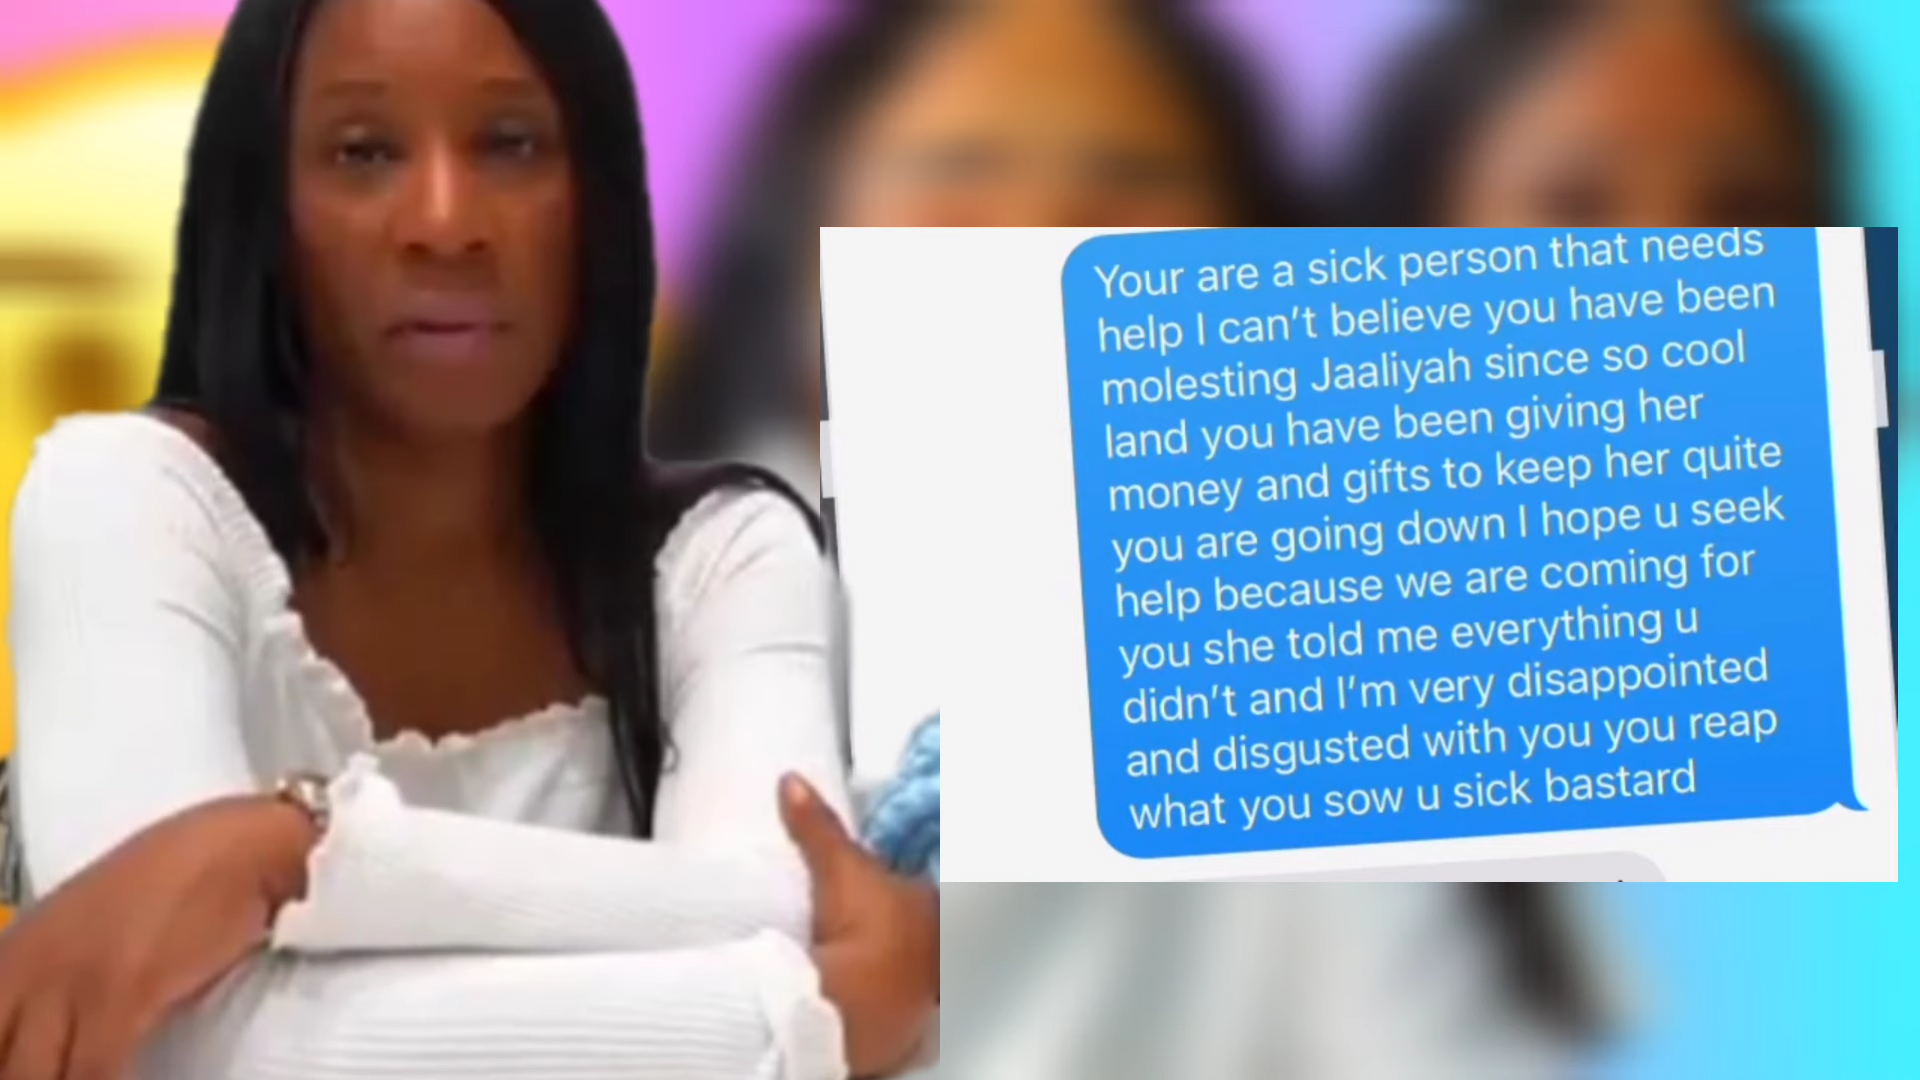 Your are a sick person that needs
help I can't believe you have been
molesting Jaaliyah since so cool
land you have been giving her
money and gifts to keep her quite
you are going down I hope u seek
help because we are coming for
you she told me everything u
didn't and I'm very disappointed
and disgusted with you you reap
what you sow u sick bastard